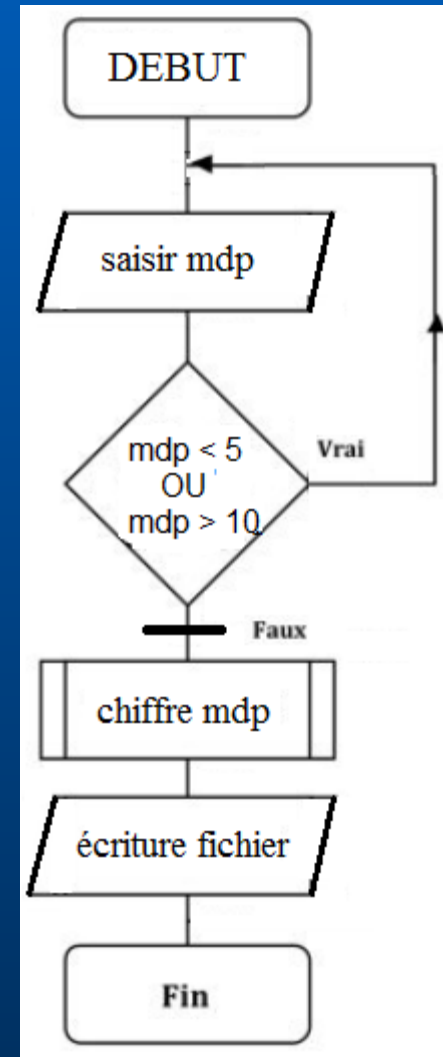 DEBUT
saisir mdp
mdp < 5
OU
mdp > 10
Vrai
Faux
chiffre mdp
écriture fichier
Fin